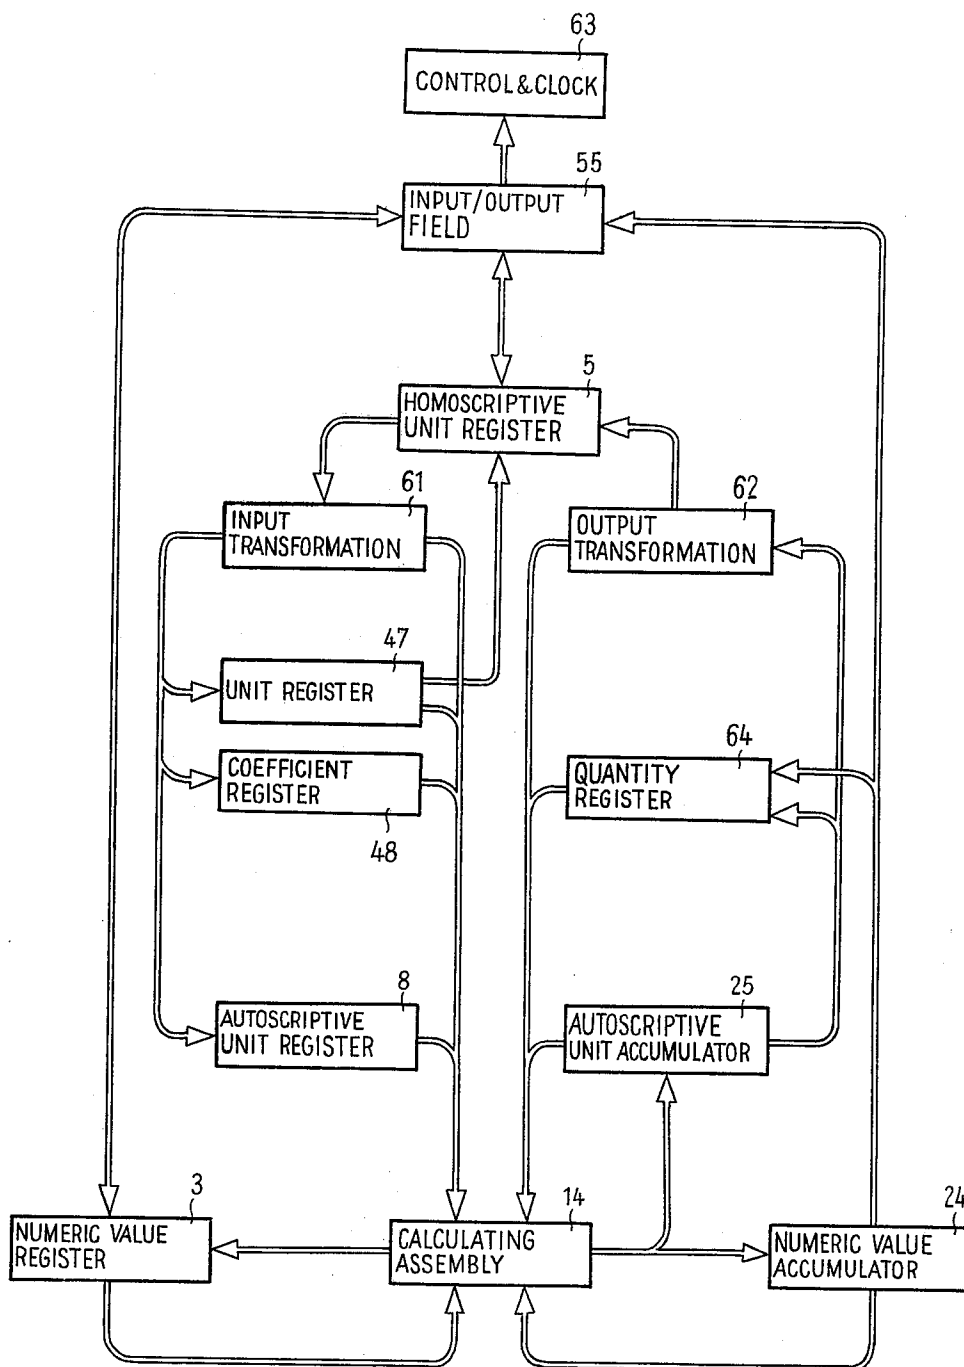 63
CONTROL & CLOCK
55
INPUT/OUTPUT
FIELD
5
HOMOSCRIPTIVE
UNIT REGISTER
61
INPUT
TRANSFORMATION
62
OUTPUT
TRANSFORMATION
47
UNIT REGISTER
64
QUANTITY
REGISTER
COEFFICIENT
REGISTER
48
8
AUTOSCRIPTIVE
UNIT REGISTER
25
AUTOSCRIPTIVE
UNIT ACCUMULATOR
3
NUMERIC VALUE
REGISTER
14
CALCULATING
ASSEMBLY
24
NUMERIC VALUE
ACCUMULATOR